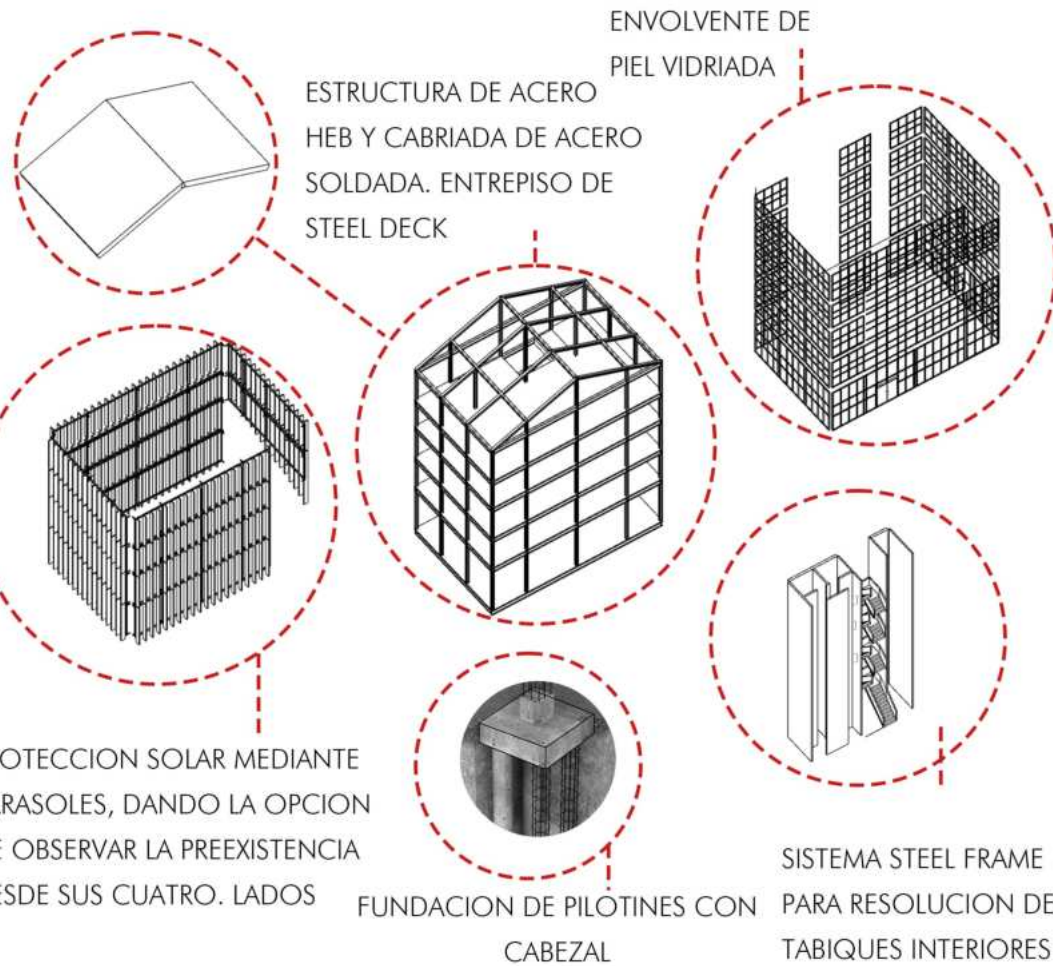 ENVOLVENTE DE
PIEL VIDRIADA
ESTRUCTURA DE ACERO
HEB Y CABRIADA DE ACERO
SOLDADA. ENTREPISO DE
STEEL DECK
OTECCION SOLAR MEDIANTE
ARASOLES, DANDO LA OPCION
E OBSERVAR LA PREEXISTENCIA
ESDE SUS CUATRO. LADOS
FUNDACION DE PILOTINES CON
CABEZAL
SISTEMA STEEL FRAME
PARA RESOLUCION DE
TABIQUES INTERIORES